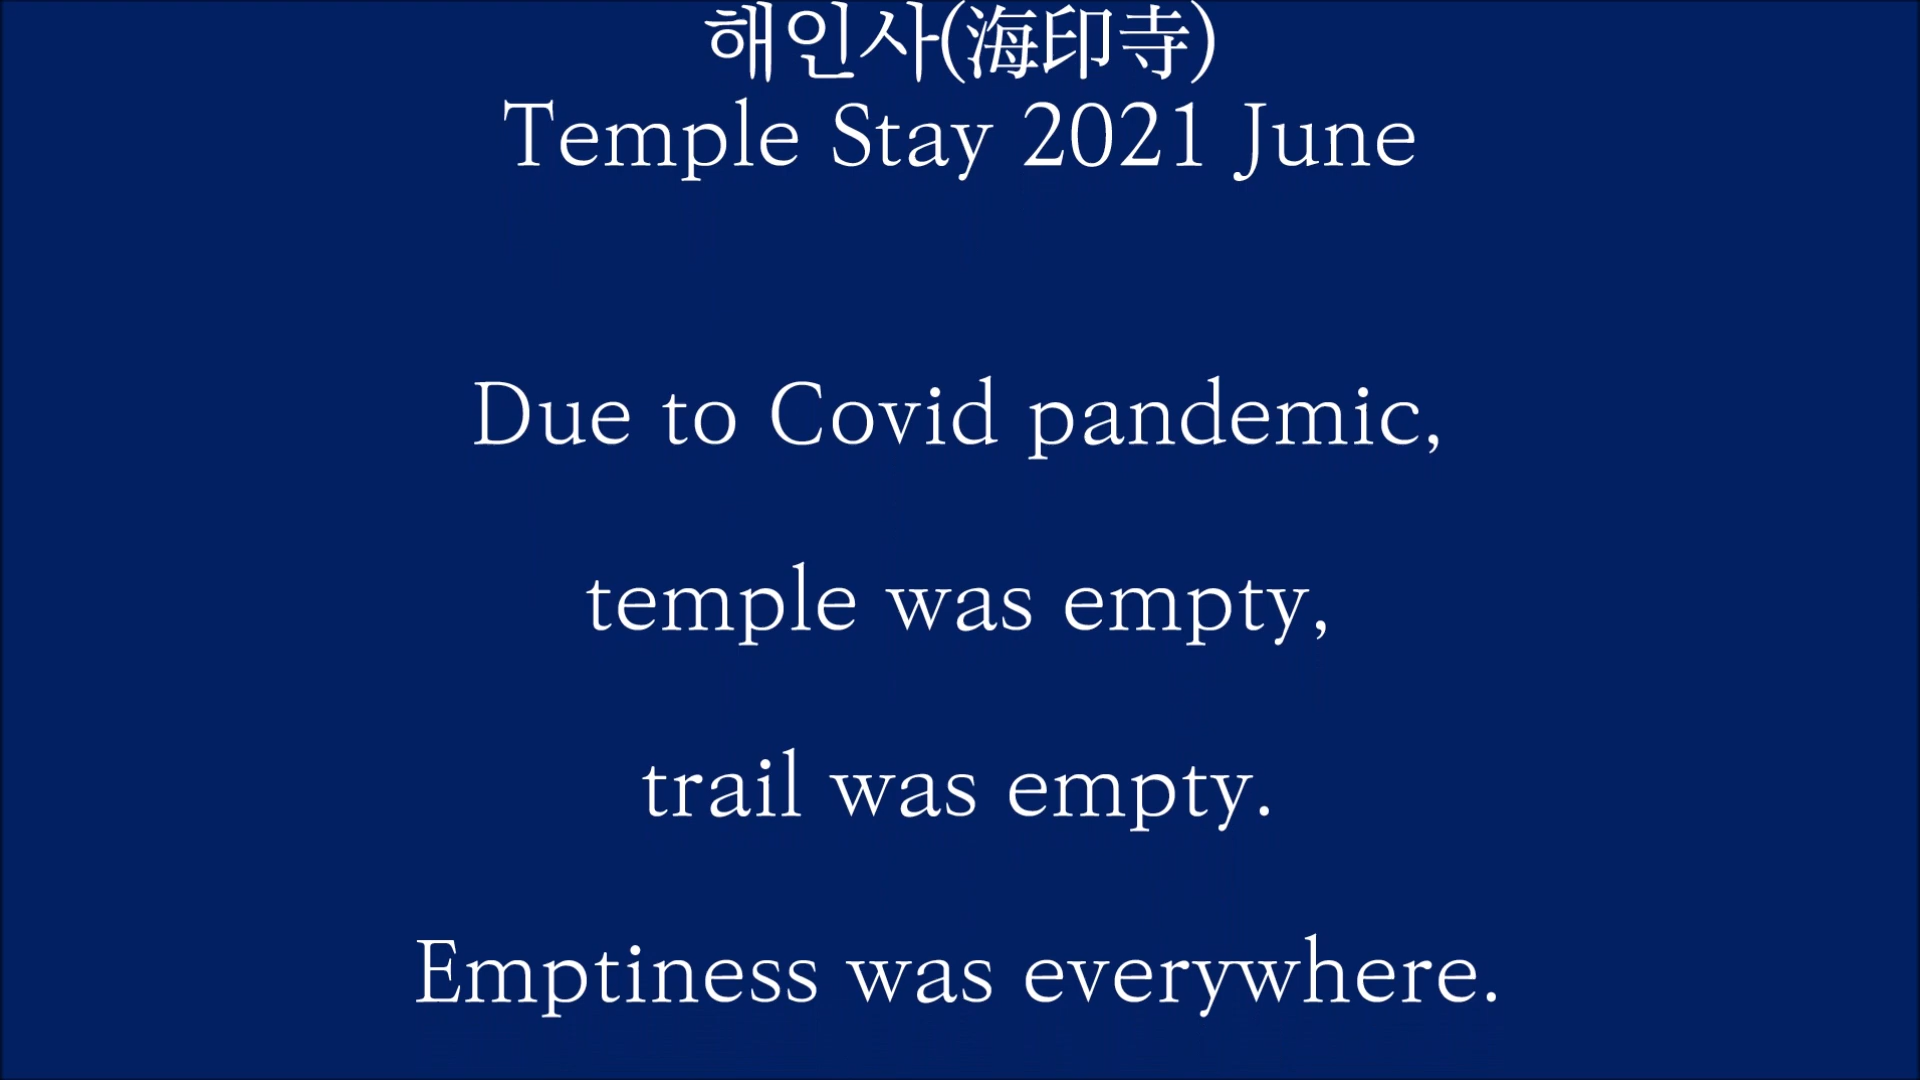 해인사(海印寺)
Temple Stay 2021 June
Due to Covid pandemic,
temple was empty,
trail was empty.
Emptiness was everywhere.